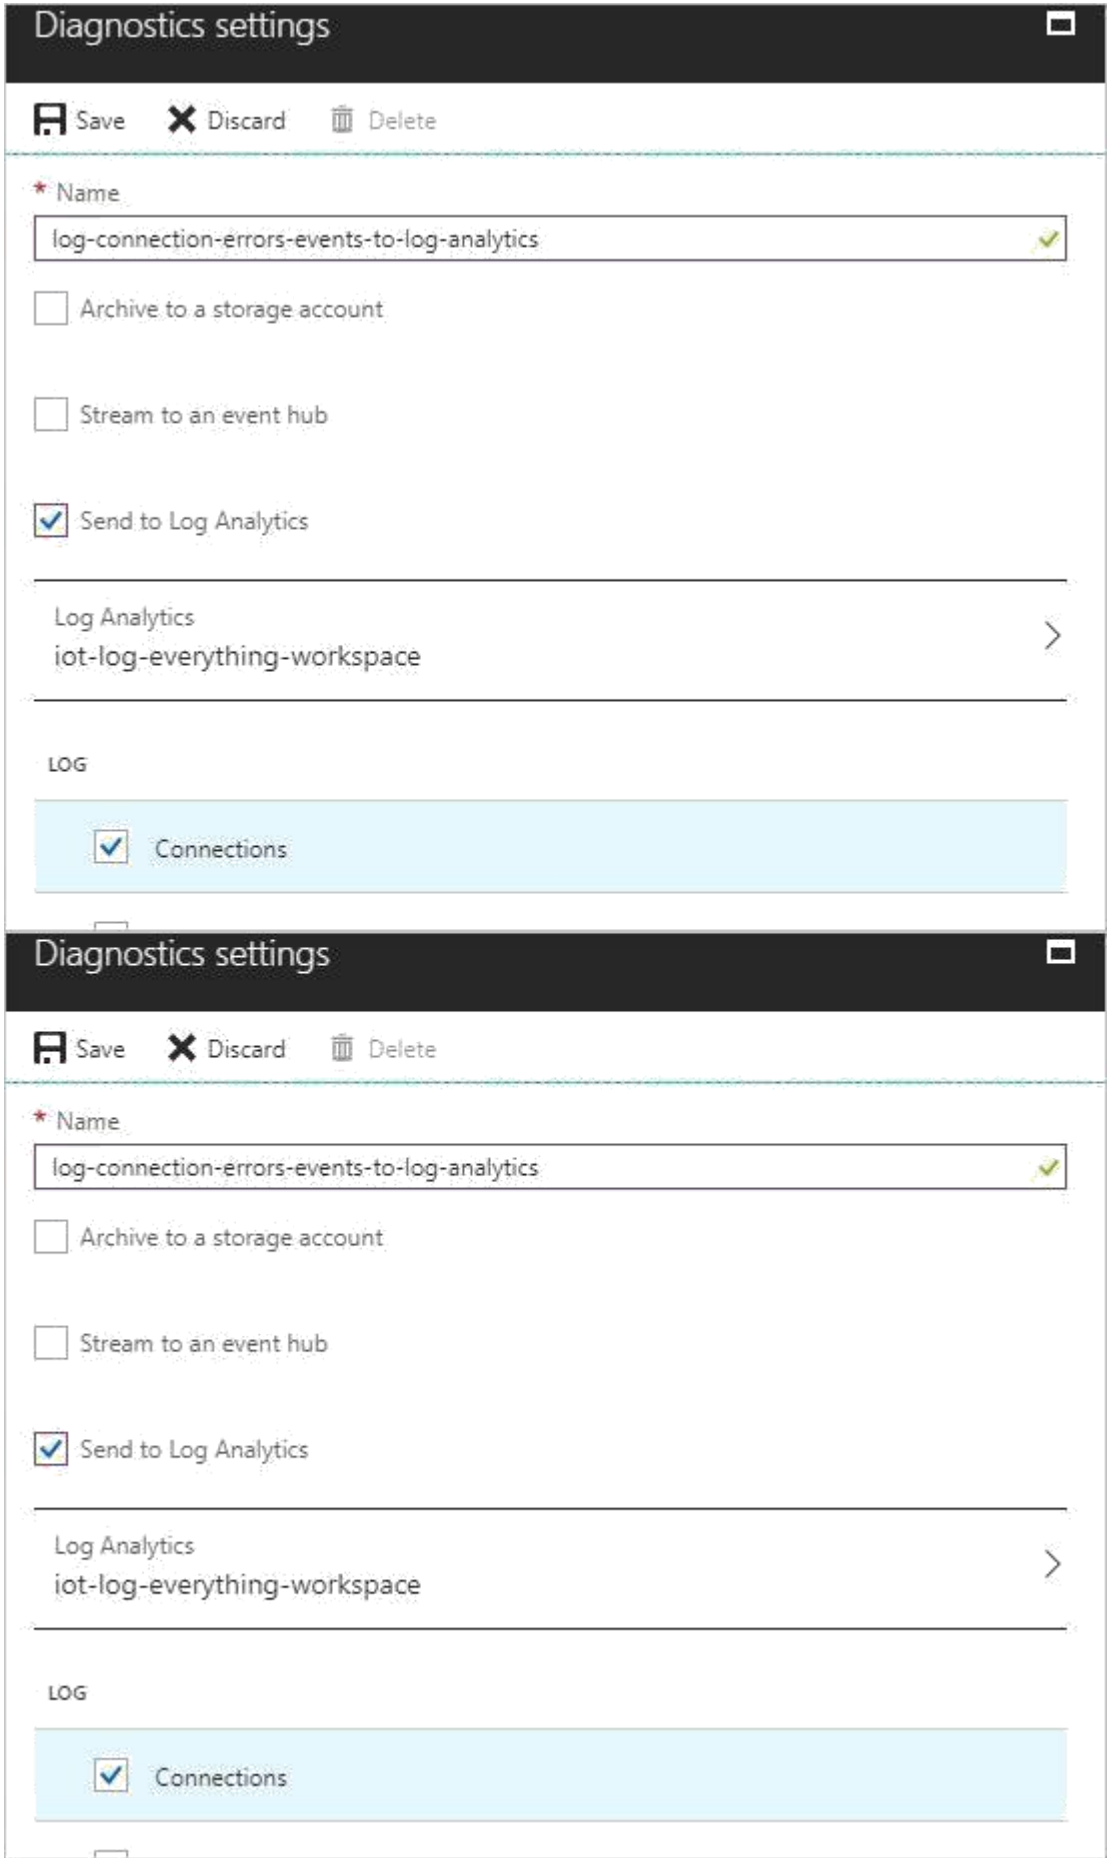 Diagnostics settings
Save Discard Delete
* Name
log-connection-errors-events-to-log-analytics
Archive to a storage account
Stream to an event hub
Send to Log Analytics
Log Analytics
iot-log-everything-workspace
LOG
Connections
Diagnostics settings
Save Discard Delete
* Name
log-connection-errors-events-to-log-analytics
Archive to a storage account
Stream to an event hub
Send to Log Analytics
Log Analytics
iot-log-everything-workspace
LOG
Connections